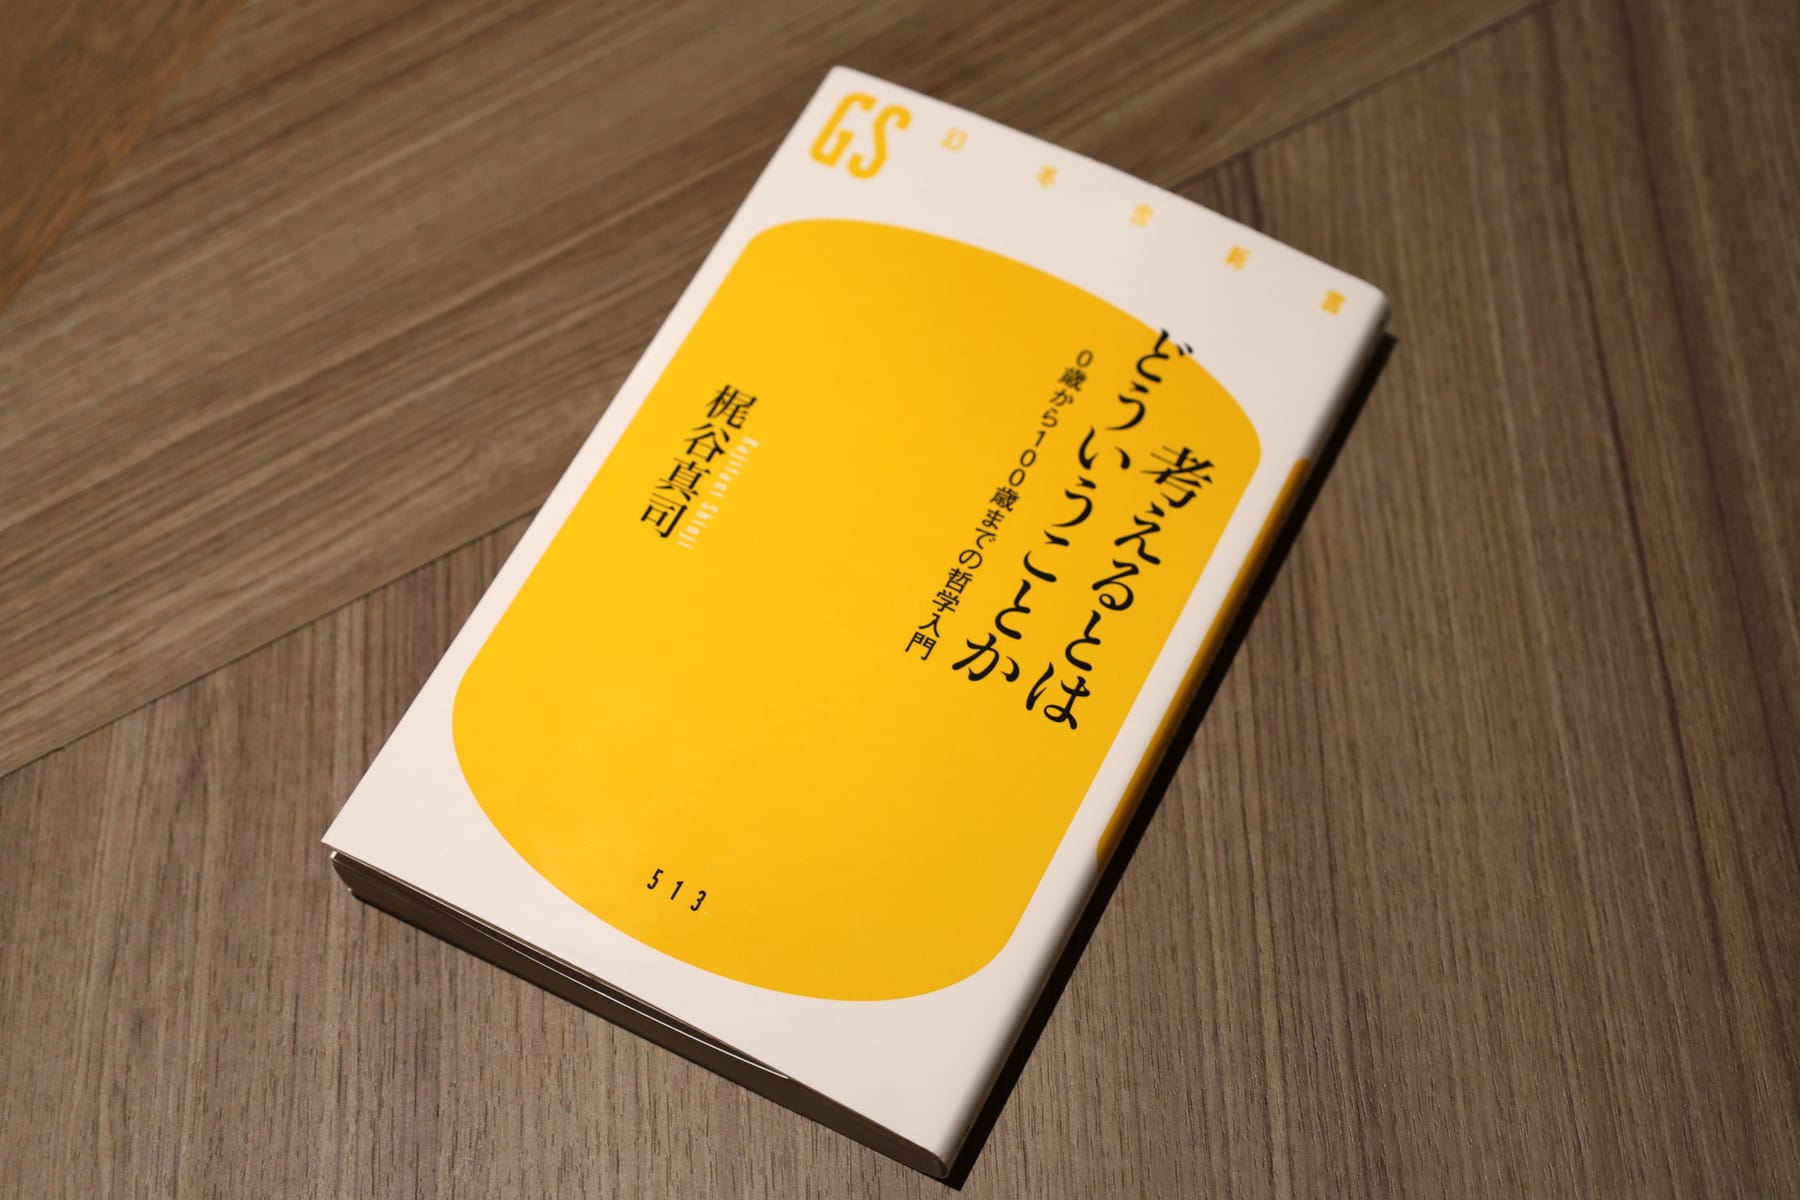 GS
幻冬舎新書
考えるとは
どういうことか
0歳から100歳までの哲学入門
梶谷真司
Kajitani Shinji
513